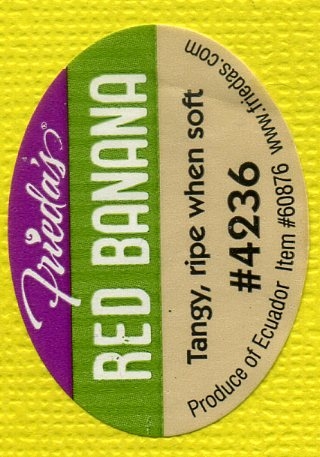 Frieda's®
RED BANANA
Tangy, ripe when soft
#4236
Produce of Ecuador Item #60876 www.friedas.com